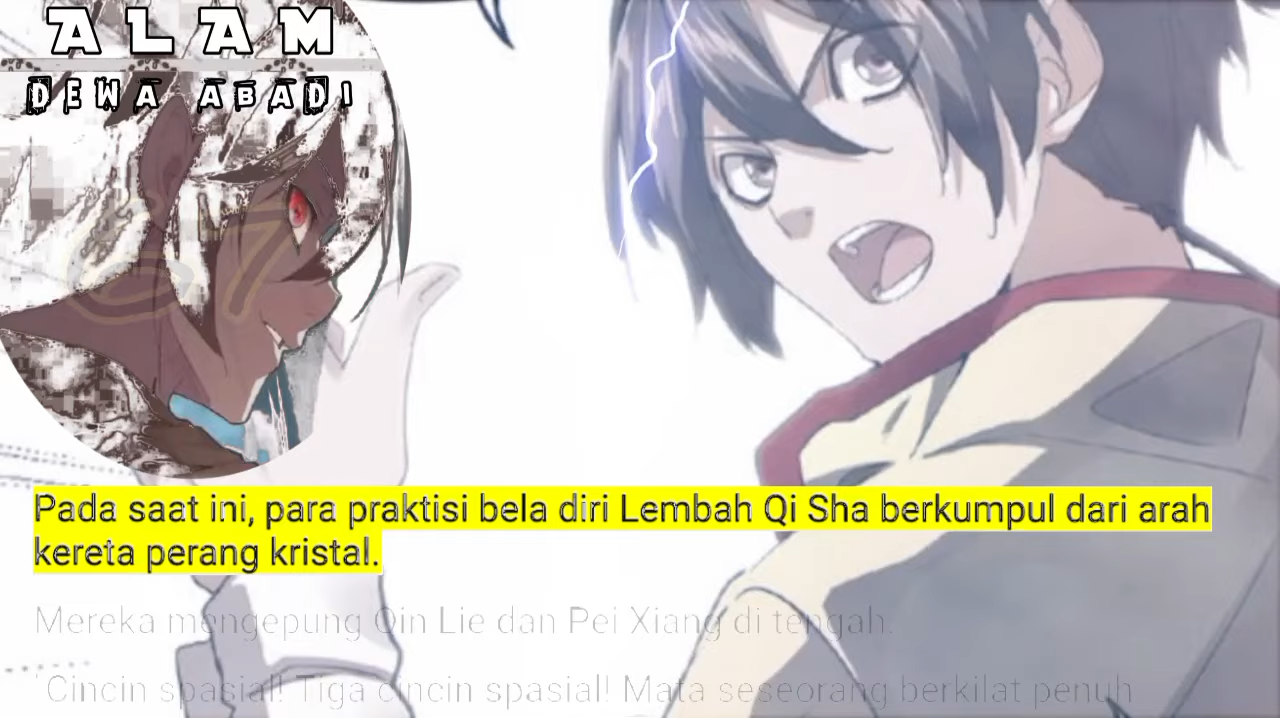 ALAM
DEWA ABADI
67
Pada saat ini, para praktisi bela diri Lembah Qi Sha berkumpul dari arah
kereta perang kristal.
Mereka mengepung Qin Lie dan Pei Xiang di tengah.
'Cincin spasial! Tiga cincin spasial! Mata seseorang berkilat penuh